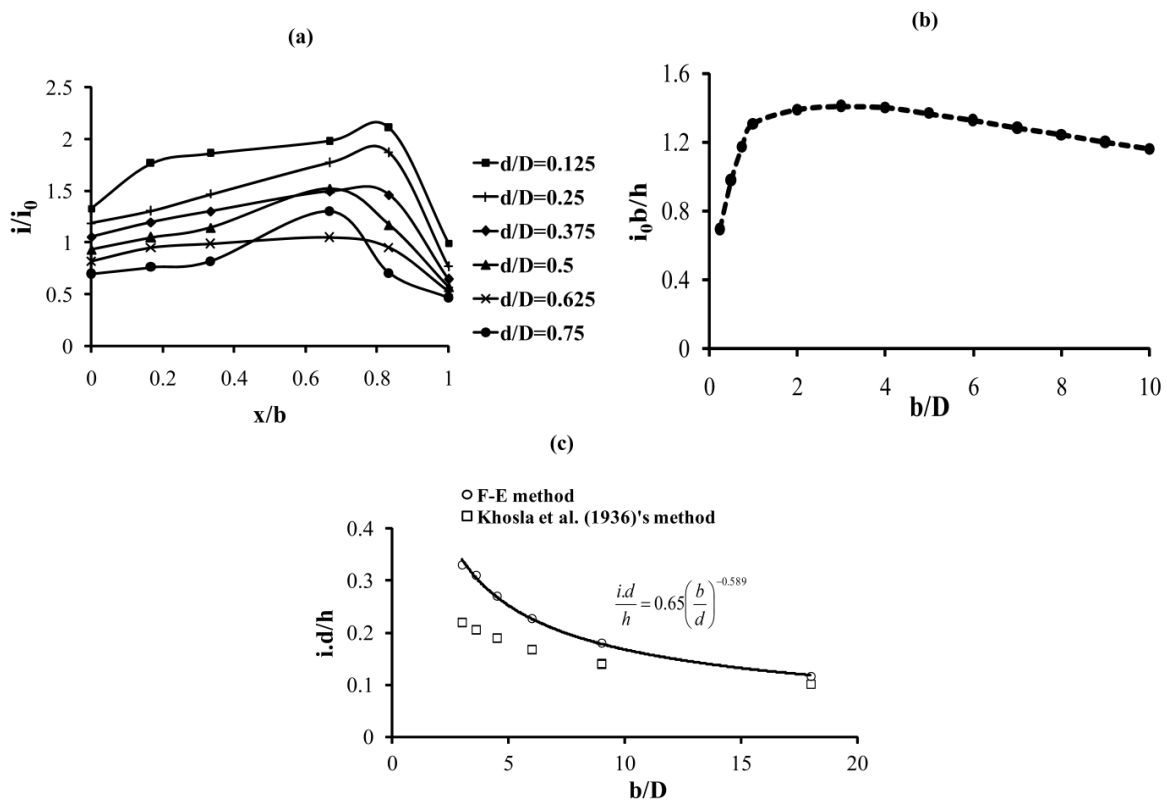 (a)
2.5
2
1.5
1
0.5
0
i/i0
0
0.2
0.4
0.6
0.8
1
x/b
d/D=0.125
d/D=0.25
d/D=0.375
d/D=0.5
d/D=0.625
d/D=0.75
(b)
1.6
1.2
0.8
0.4
0
i0b/h
0
2
4
6
8
10
b/D
(c)
F-E method
Khosla et al. (1936)'s method
0.4
0.3
0.2
0.1
0
i.d/h
i.d/h = 0.65(b/d)^−0.589
0
5
10
15
20
b/D